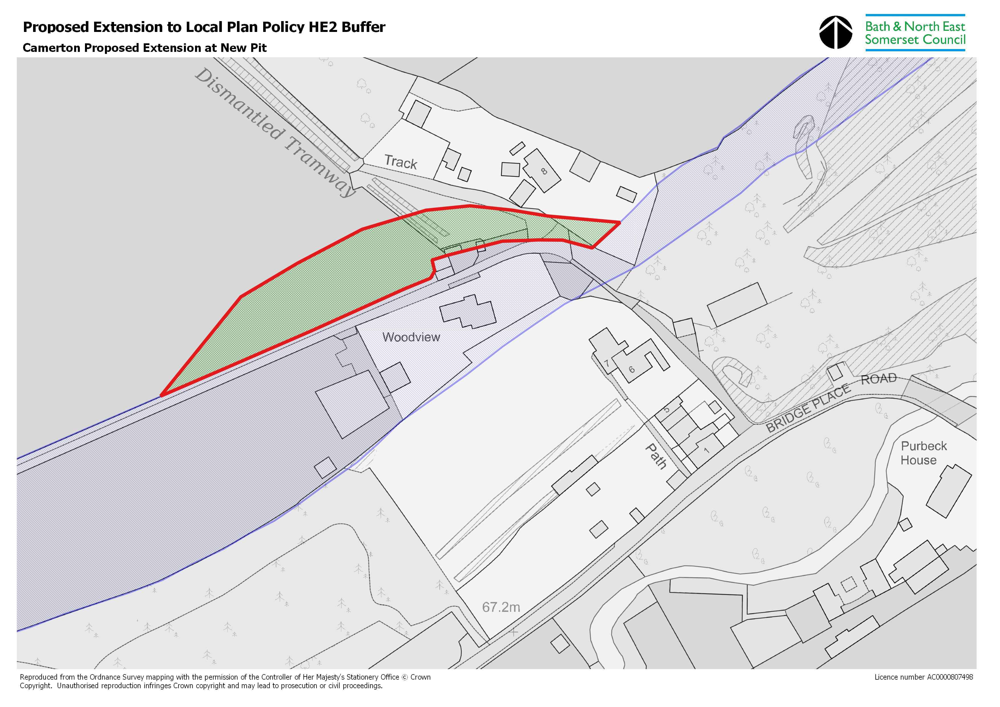 Proposed Extension to Local Plan Policy HE2 Buffer
Camerton Proposed Extension at New Pit
Bath & North East
Somerset Council
Dismantled Tramway
Track
8
Woodview
7
6
5
1
Path
BRIDGE PLACE ROAD
Purbeck
House
67.2m
Reproduced from the Ordnance Survey mapping with the permission of the Controller of Her Majesty's Stationery Office © Crown
Copyright. Unauthorised reproduction infringes Crown copyright and may lead to prosecution or civil proceedings.
Licence number AC0000807498